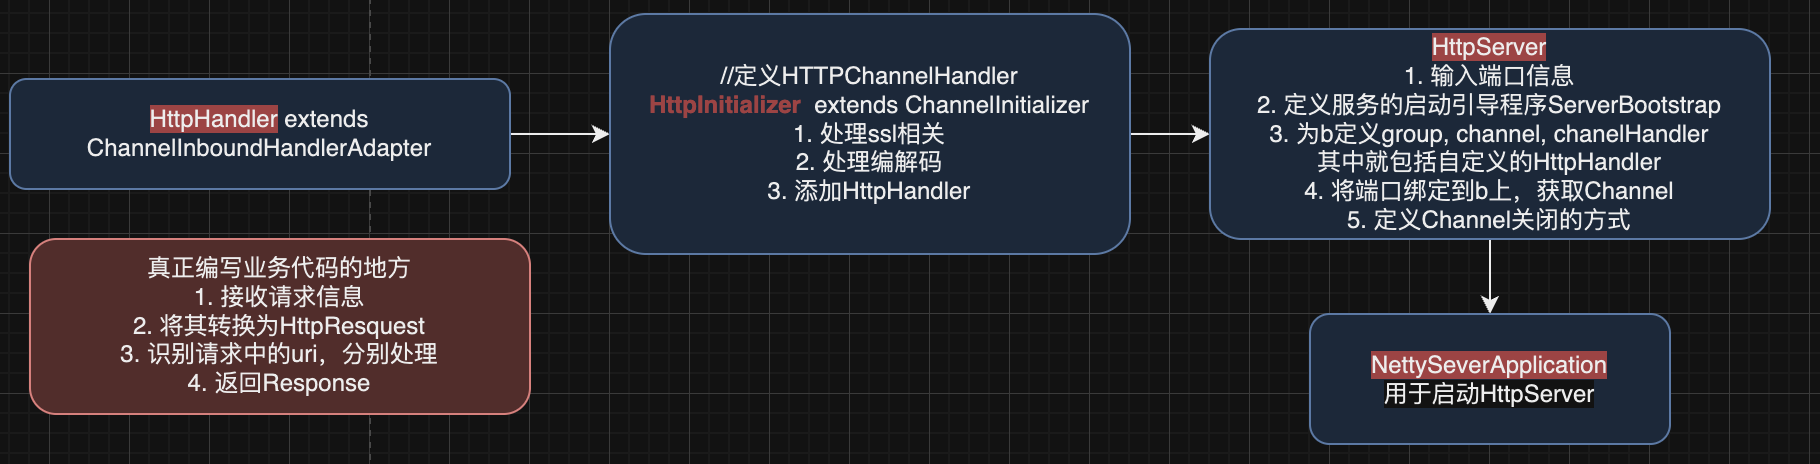 HttpHandler extends
ChannelInboundHandlerAdapter
真正编写业务代码的地方
1. 接收请求信息
2. 将其转换为HttpResquest
3. 识别请求中的uri，分别处理
4. 返回Response
//定义HTTPChannelHandler
HttpInitializer extends ChannelInitializer
1. 处理ssl相关
2. 处理编解码
3. 添加HttpHandler
HttpServer
1. 输入端口信息
2. 定义服务的启动引导程序ServerBootstrap
3. 为b定义group, channel, chanelHandler
其中就包括自定义的HttpHandler
4. 将端口绑定到b上，获取Channel
5. 定义Channel关闭的方式
NettySeverApplication
用于启动HttpServer